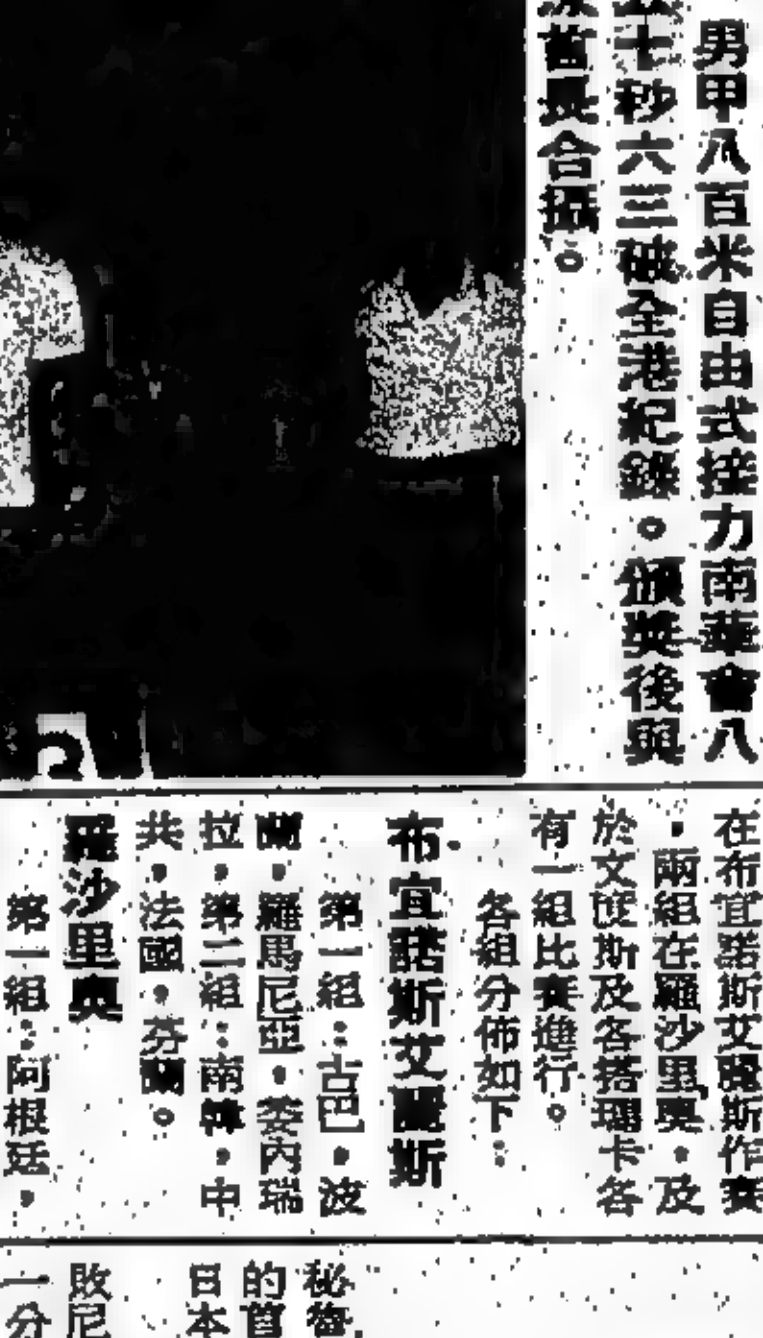 男甲八百米自由式接力南華會八
十秒六三破全港紀錄。頒獎後與
合攝。
在布宜諾斯艾麗斯作賽
，兩組在羅沙里奧，及
於文度斯及各搭瑪卡各
有一組比賽進行。
各組分佈如下：
布宜諾斯艾麗斯
第一組：古巴，波
蘭，羅馬尼亞，委內瑞
拉，第二組：南韓，中
共，法國，芬蘭。
羅沙里奧
第一組：阿根廷，
秘魯
的首
日本
敗尼
一分